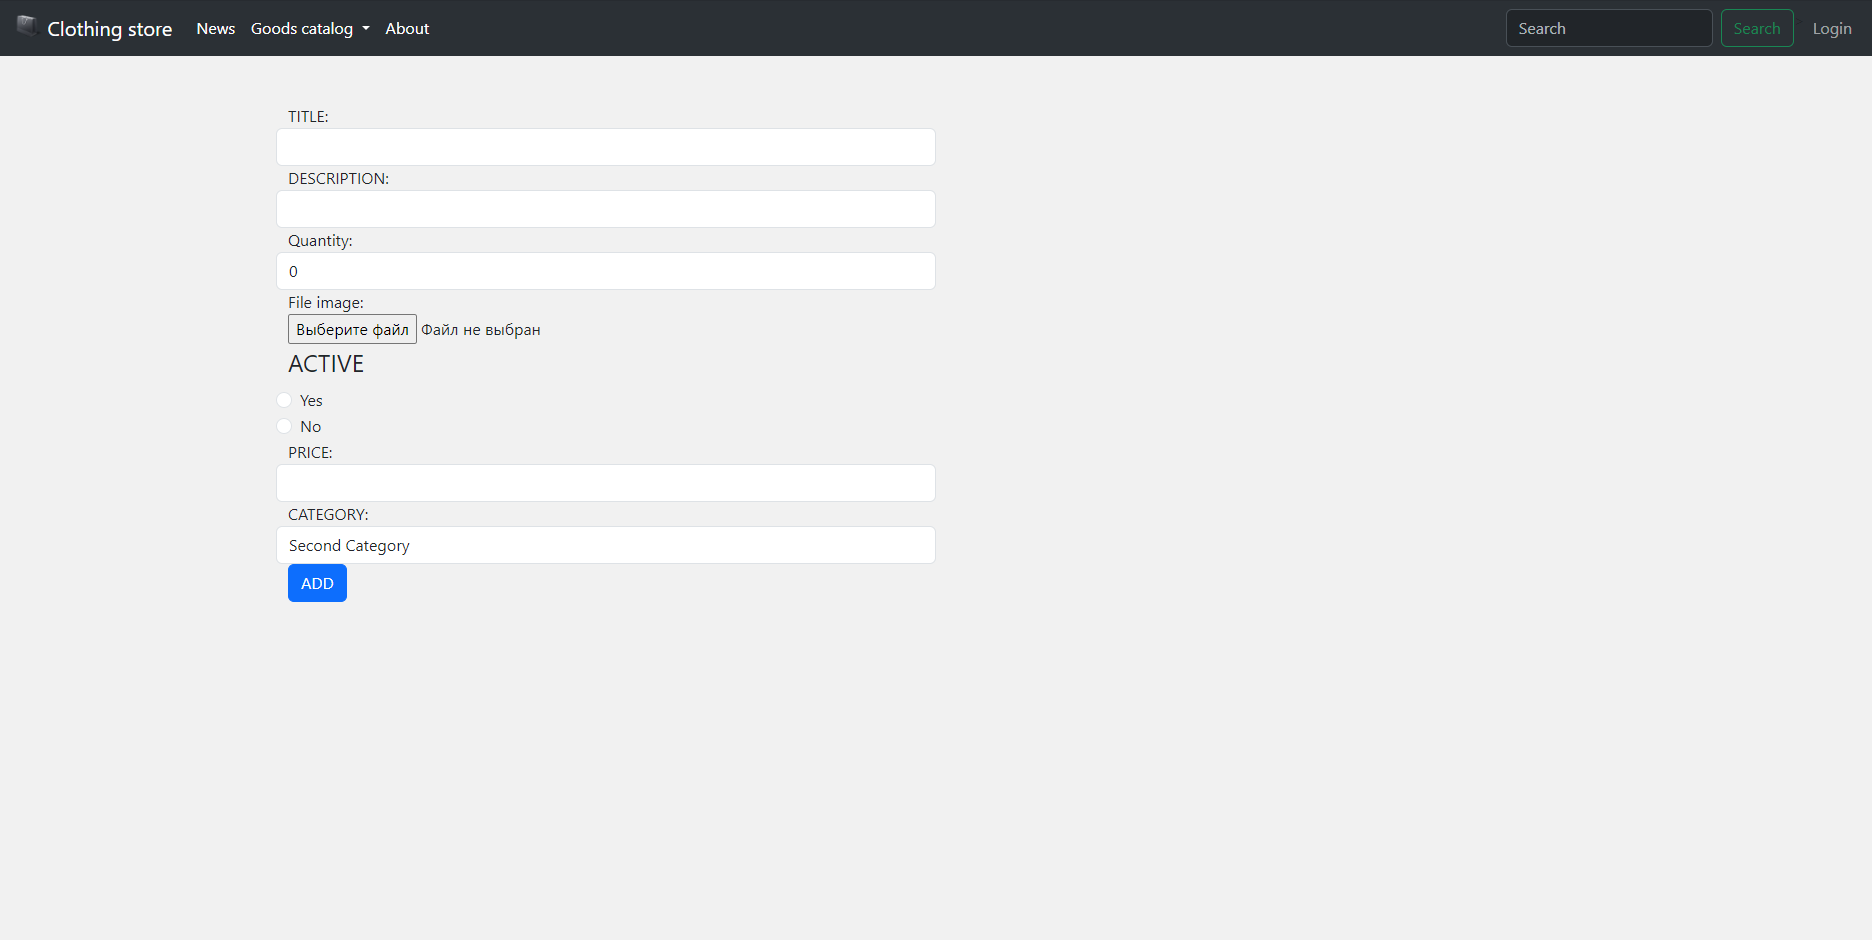 Clothing store News Goods catalog About Search Search Login
TITLE:
DESCRIPTION:
Quantity:
0
File image:
Выберите файл Файл не выбран
ACTIVE
Yes
No
PRICE:
CATEGORY:
Second Category
ADD